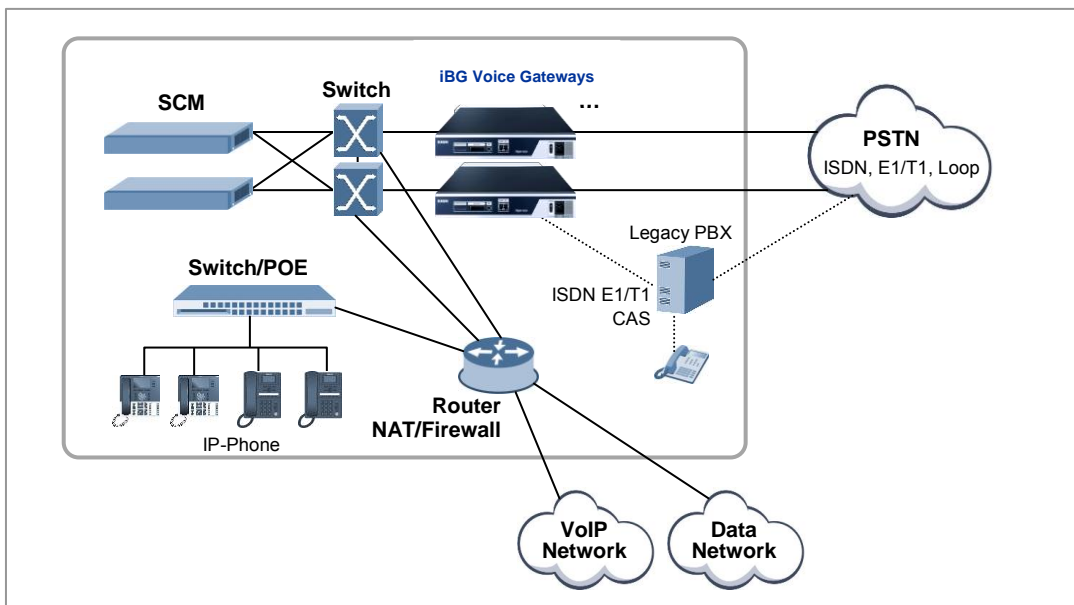 iBG Voice Gateways
SCM
Switch
...
PSTN
ISDN, E1/T1, Loop
Legacy PBX
Switch/POE
ISDN E1/T1
CAS
Router
NAT/Firewall
IP-Phone
VoIP
Network
Data
Network